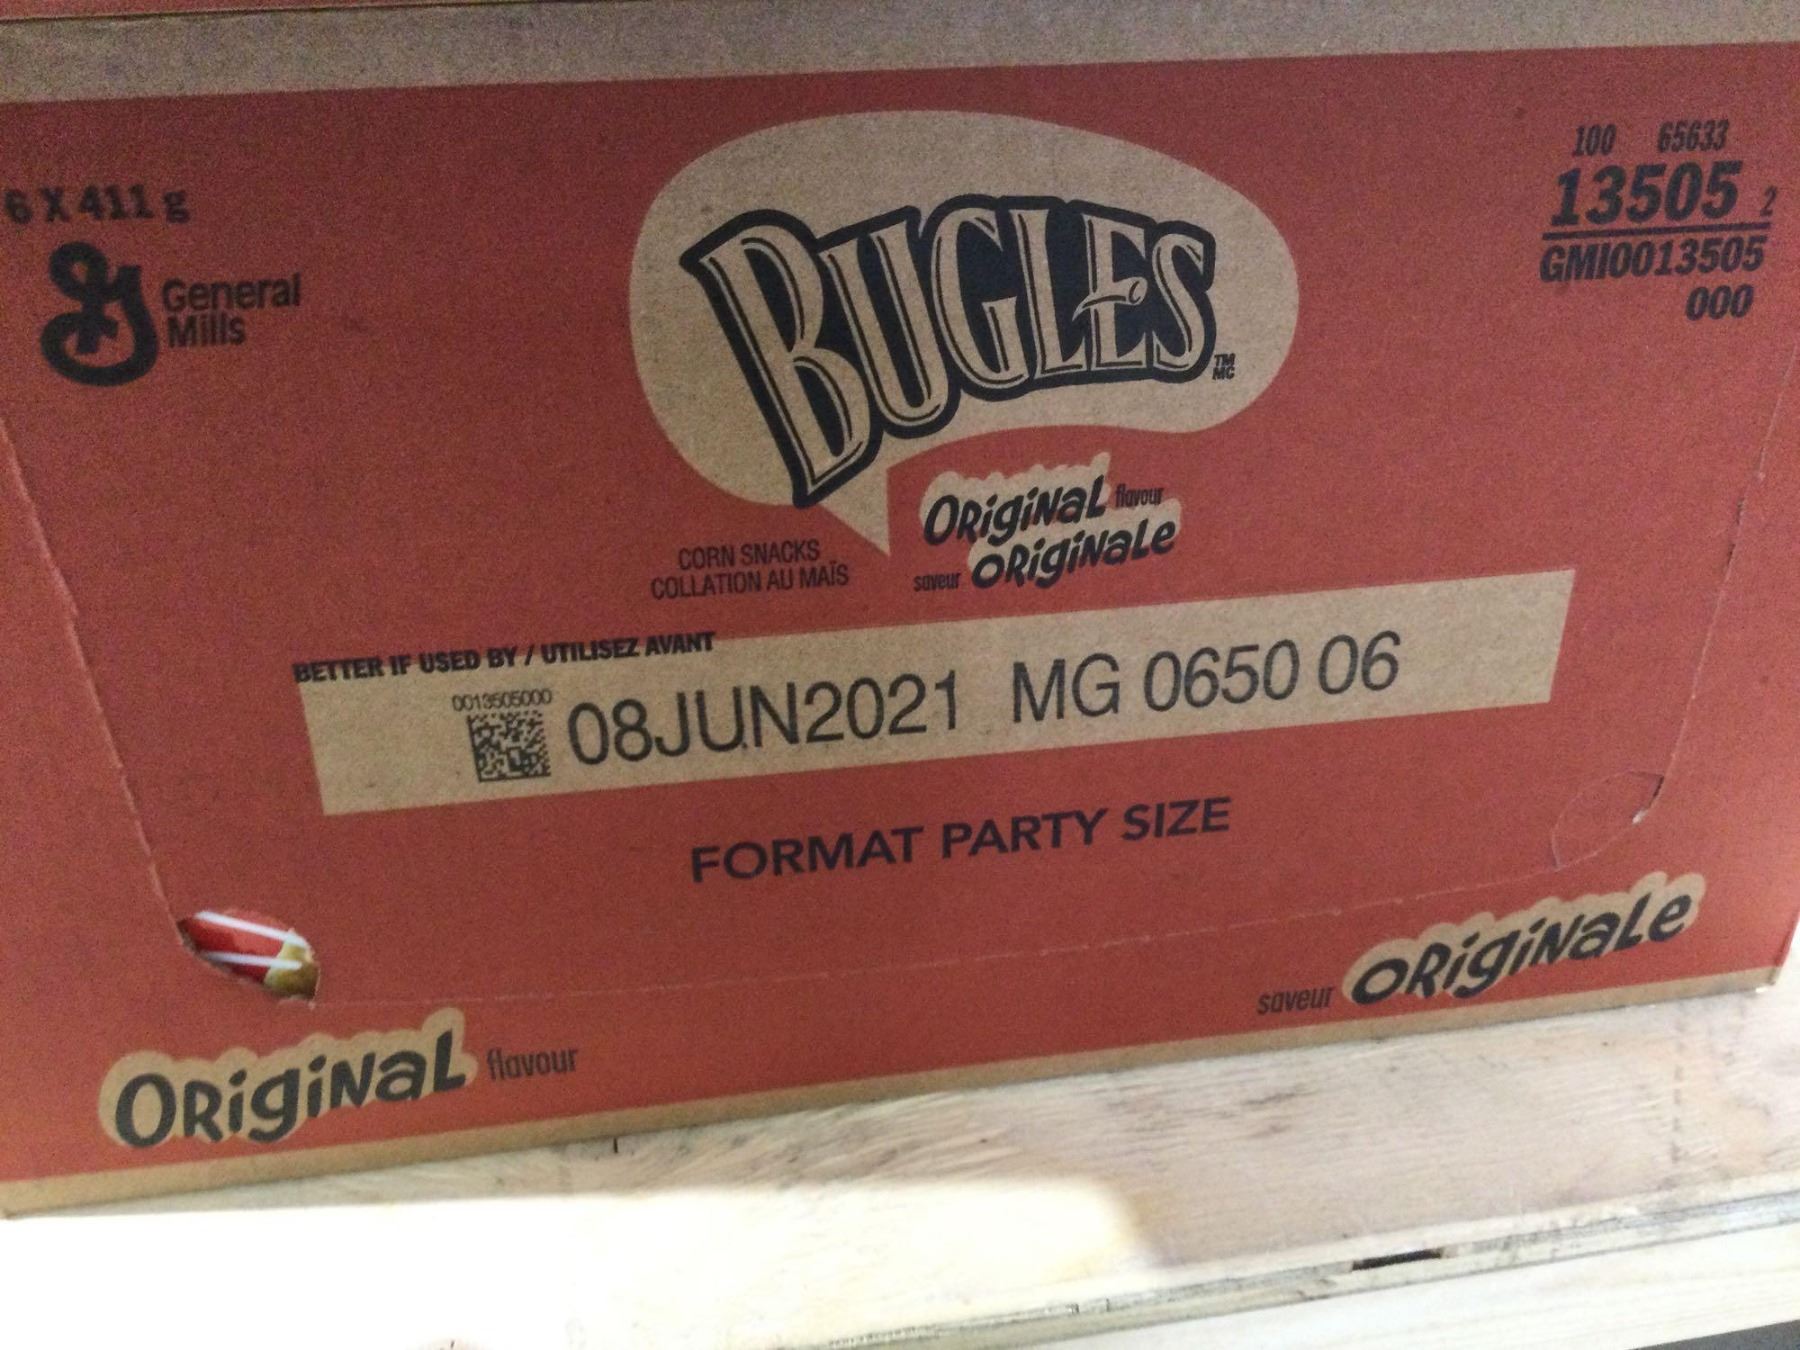 6 X 411 g
General
Mills
BUGLES
TM
MC
100 65633
13505 2
GMI0013505
000
ORIGINAL flavour
saveur ORIGINALE
CORN SNACKS
COLLATION AU MAÏS
BETTER IF USED BY / UTILISEZ AVANT
0013505000
08JUN2021 MG 0650 06
FORMAT PARTY SIZE
ORIGINAL flavour
saveur ORIGINALE